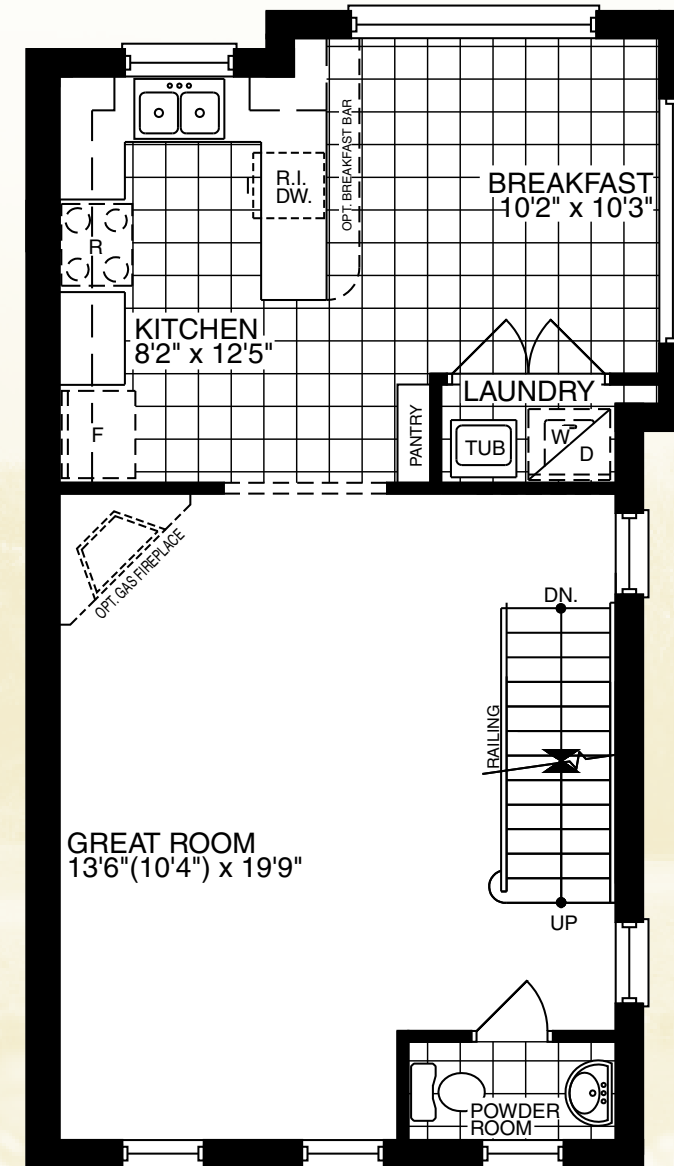 OPT. BREAKFAST BAR
R.I.
DW.
BREAKFAST
10'2" x 10'3"
R
KITCHEN
8'2" x 12'5"
LAUNDRY
F
PANTRY
TUB
W
D
OPT. GAS FIREPLACE
DN.
RAILING
GREAT ROOM
13'6"(10'4") x 19'9"
UP
POWDER
ROOM